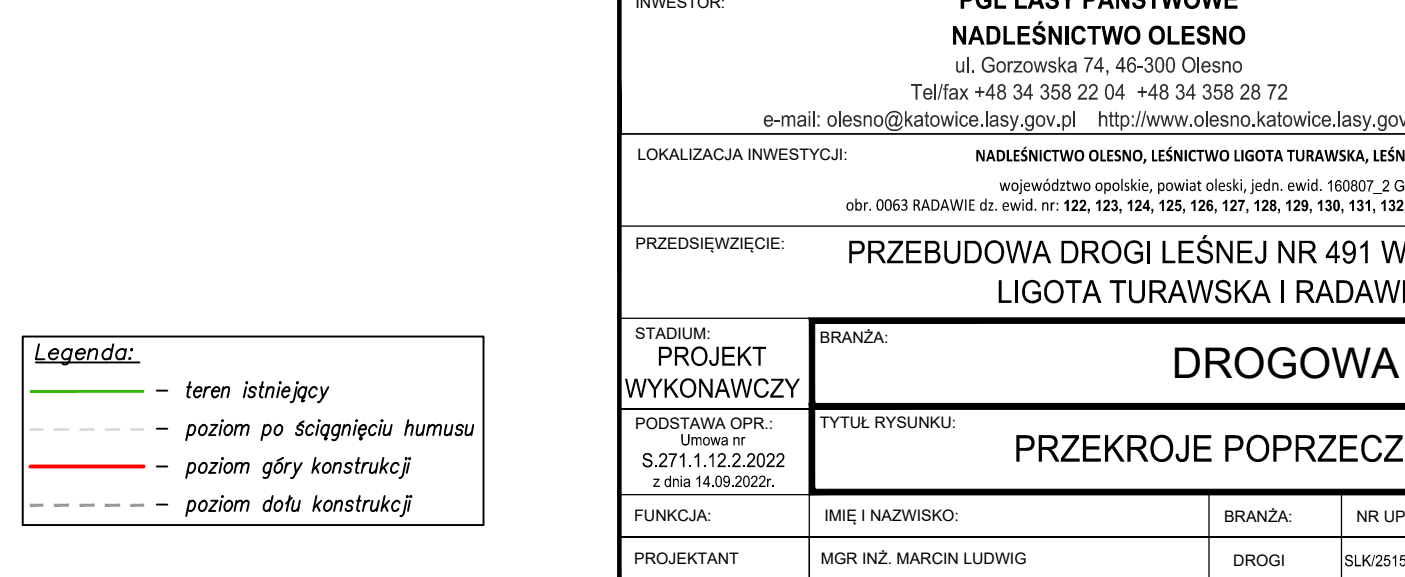 INWESTOR:
PGL LASY PAŃSTWOWE
NADLEŚNICTWO OLESNO
ul. Gorzowska 74, 46-300 Olesno
Tel/fax +48 34 358 22 04 +48 34 358 28 72
e-mail: olesno@katowice.lasy.gov.pl http://www.olesno.katowice.lasy.gov
LOKALIZACJA INWESTYCJI:
NADLEŚNICTWO OLESNO, LEŚNICTWO LIGOTA TURAWSKA, LEŚN
województwo opolskie, powiat oleski, jedn. ewid. 160807_2 G
obr. 0063 RADAWIE dz. ewid. nr: 122, 123, 124, 125, 126, 127, 128, 129, 130, 131, 132
PRZEDSIĘWZIĘCIE:
PRZEBUDOWA DROGI LEŚNEJ NR 491 W
LIGOTA TURAWSKA I RADAWI
STADIUM:
PROJEKT
WYKONAWCZY
BRANŻA:
DROGOWA
PODSTAWA OPR.:
Umowa nr
S.271.1.12.2.2022
z dnia 14.09.2022r.
TYTUŁ RYSUNKU:
PRZEKROJE POPRZECZ
FUNKCJA:
IMIĘ I NAZWISKO:
BRANŻA:
NR UP
PROJEKTANT
MGR INŻ. MARCIN LUDWIG
DROGI
SLK/2515
Legenda:
– teren istniejący
– poziom po ściągnięciu humusu
– poziom góry konstrukcji
– poziom dołu konstrukcji